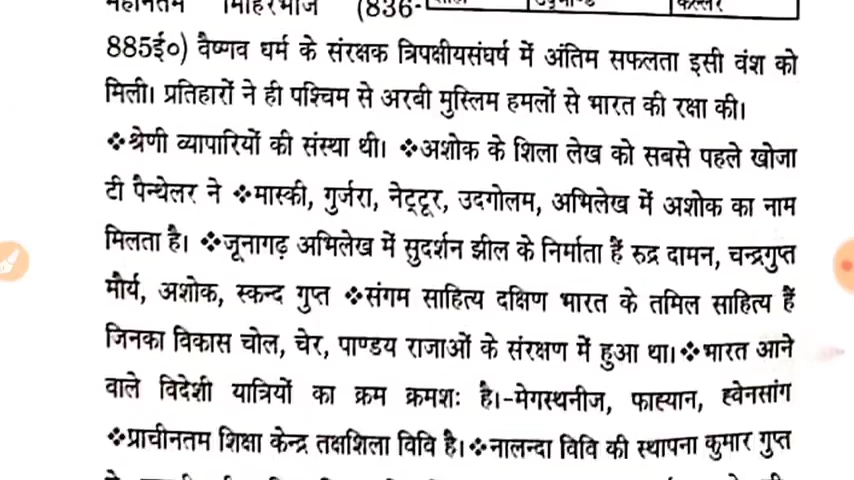 महानतम मिहिरभोज (836-
885ई०) वैष्णव धर्म के संरक्षक त्रिपक्षीयसंघर्ष में अंतिम सफलता इसी वंश को
मिली। प्रतिहारों ने ही पश्चिम से अरबी मुस्लिम हमलों से भारत की रक्षा की।
❖श्रेणी व्यापारियों की संस्था थी। ❖अशोक के शिला लेख को सबसे पहले खोजा
टी पैन्थेलर ने ❖मास्की, गुर्जरा, नेट्टूर, उदगोलम, अभिलेख में अशोक का नाम
मिलता है। ❖जूनागढ़ अभिलेख में सुदर्शन झील के निर्माता हैं रुद्र दामन, चन्द्रगुप्त
मौर्य, अशोक, स्कन्द गुप्त ❖संगम साहित्य दक्षिण भारत के तमिल साहित्य हैं
जिनका विकास चोल, चेर, पाण्डय राजाओं के संरक्षण में हुआ था।❖भारत आने
वाले विदेशी यात्रियों का क्रम क्रमशः है।-मेगस्थनीज, फाह्यान, ह्वेनसांग
❖प्राचीनतम शिक्षा केन्द्र तक्षशिला विवि है।❖नालन्दा विवि की स्थापना कुमार गुप्त